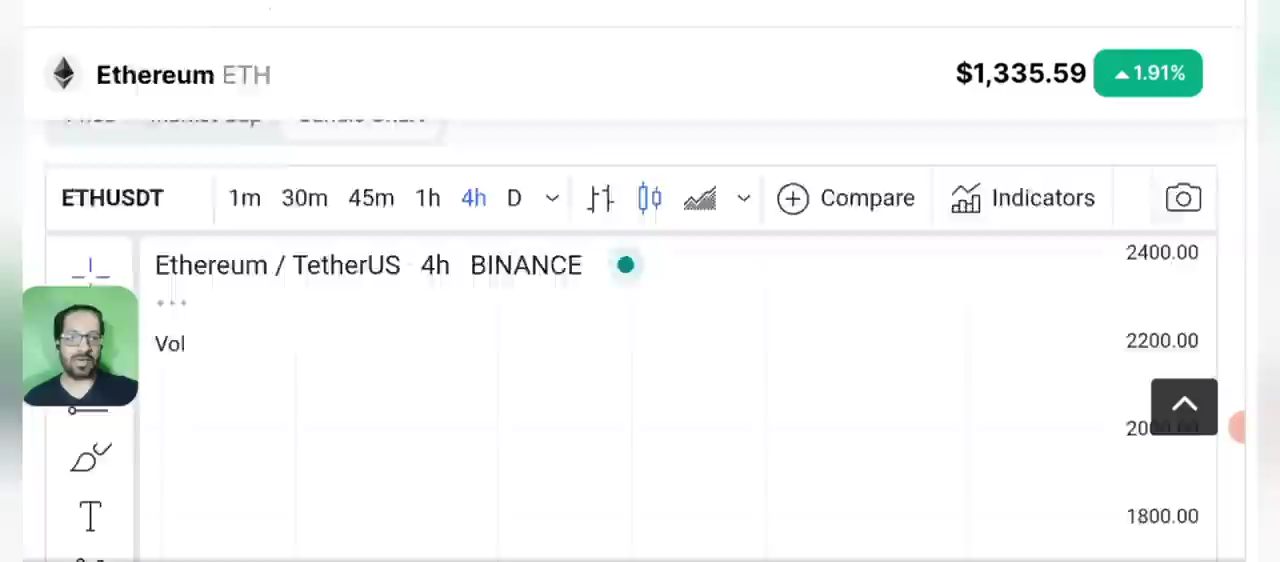 Ethereum ETH
$1,335.59 1.91%
ETHUSDT 1m 30m 45m 1h 4h D Compare Indicators
Ethereum / TetherUS 4h BINANCE
2400.00
Vol
2200.00
1800.00
T